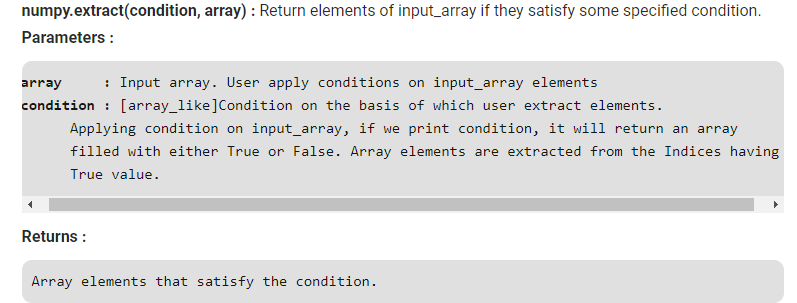 numpy.extract(condition, array) : Return elements of input_array if they satisfy some specified condition.
Parameters :
array : Input array. User apply conditions on input_array elements
condition : [array_like]Condition on the basis of which user extract elements.
Applying condition on input_array, if we print condition, it will return an array
filled with either True or False. Array elements are extracted from the Indices having
True value.
Returns :
Array elements that satisfy the condition.